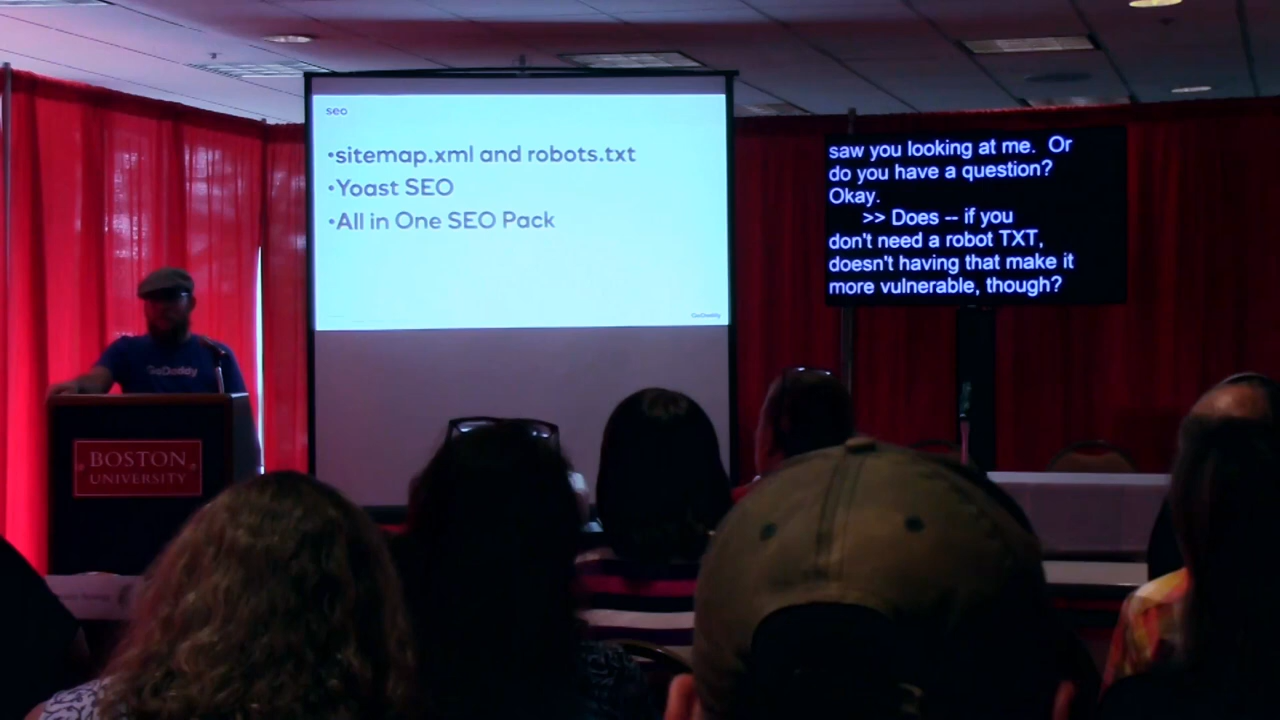 seo
•sitemap.xml and robots.txt
•Yoast SEO
•All in One SEO Pack
GoDaddy
saw you looking at me. Or
do you have a question?
Okay.
>> Does -- if you
don't need a robot TXT,
doesn't having that make it
more vulnerable, though?
GoDaddy
BOSTON
UNIVERSITY